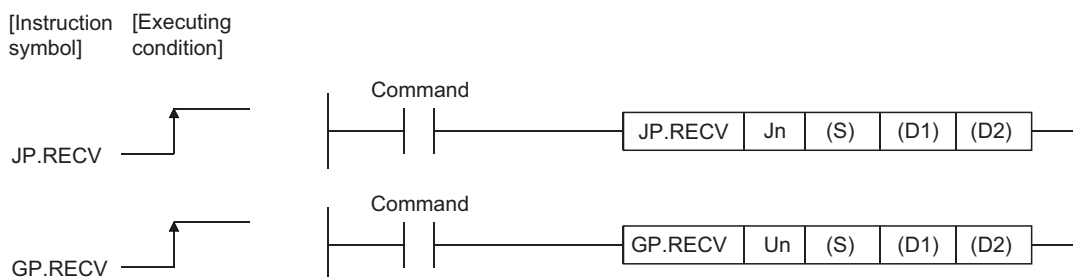 [Instruction symbol] [Executing condition]
Command
JP.RECV JP.RECV Jn (S) (D1) (D2)
Command
GP.RECV GP.RECV Un (S) (D1) (D2)